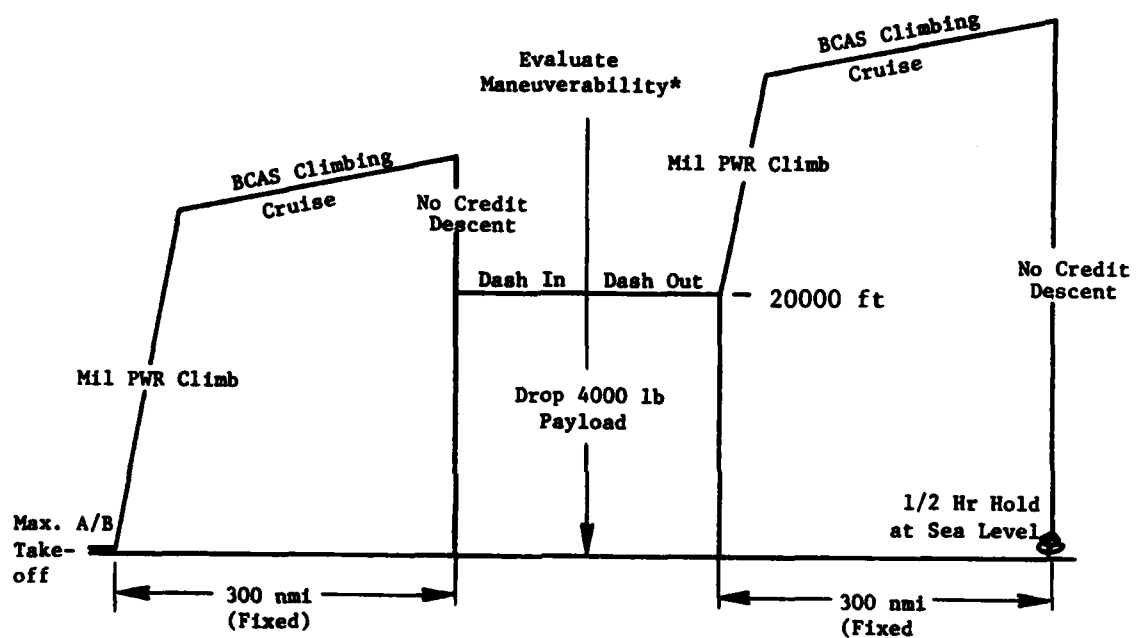 Evaluate
Maneuverability*
BCAS Climbing
Cruise
Mil PWR Climb
BCAS Climbing
Cruise
No Credit
Descent
Dash In
Dash Out
20000 ft
No Credit
Descent
Mil PWR Climb
Drop 4000 lb
Payload
Max. A/B
Take-
off
1/2 Hr Hold
at Sea Level
300 nmi
(Fixed)
300 nmi
(Fixed